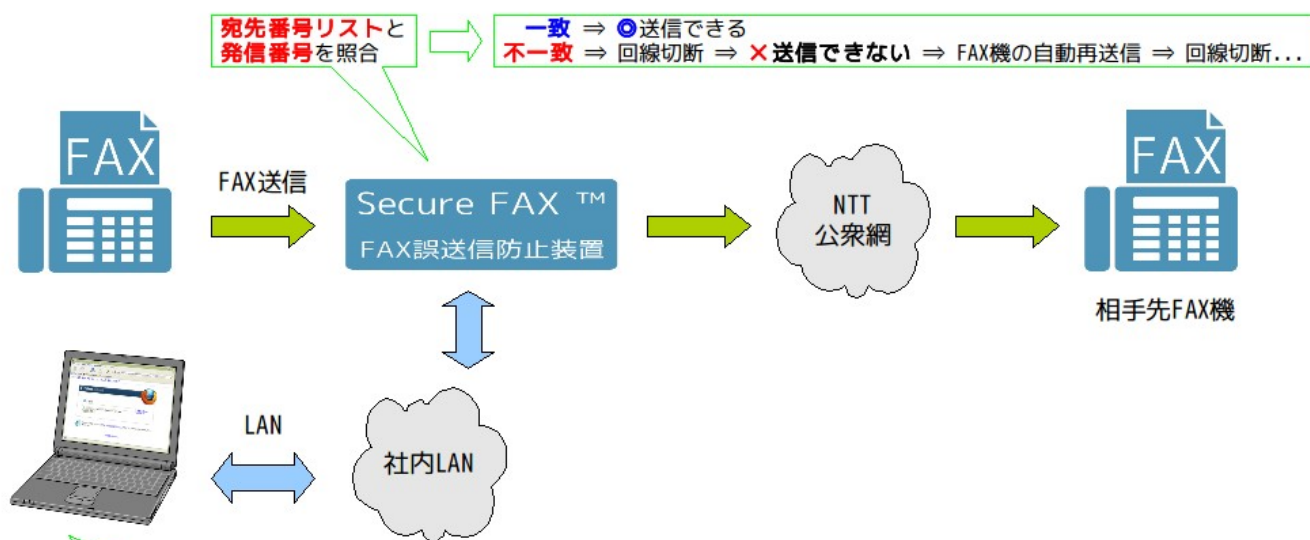 宛先番号リストと
発信番号を照合
一致 ⇒ ◎送信できる
不一致 ⇒ 回線切断 ⇒ ×送信できない ⇒ FAX機の自動再送信 ⇒ 回線切断...
FAX
FAX送信
Secure FAX ™
FAX誤送信防止装置
NTT
公衆網
FAX
相手先FAX機
LAN
社内LAN